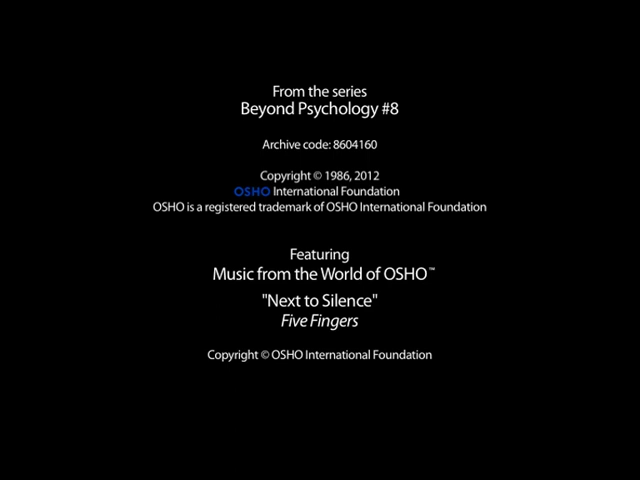 From the series
Beyond Psychology #8
Archive code: 8604160
Copyright © 1986, 2012
OSHO International Foundation
OSHO is a registered trademark of OSHO International Foundation
Featuring
Music from the World of OSHO™
"Next to Silence"
Five Fingers
Copyright © OSHO International Foundation